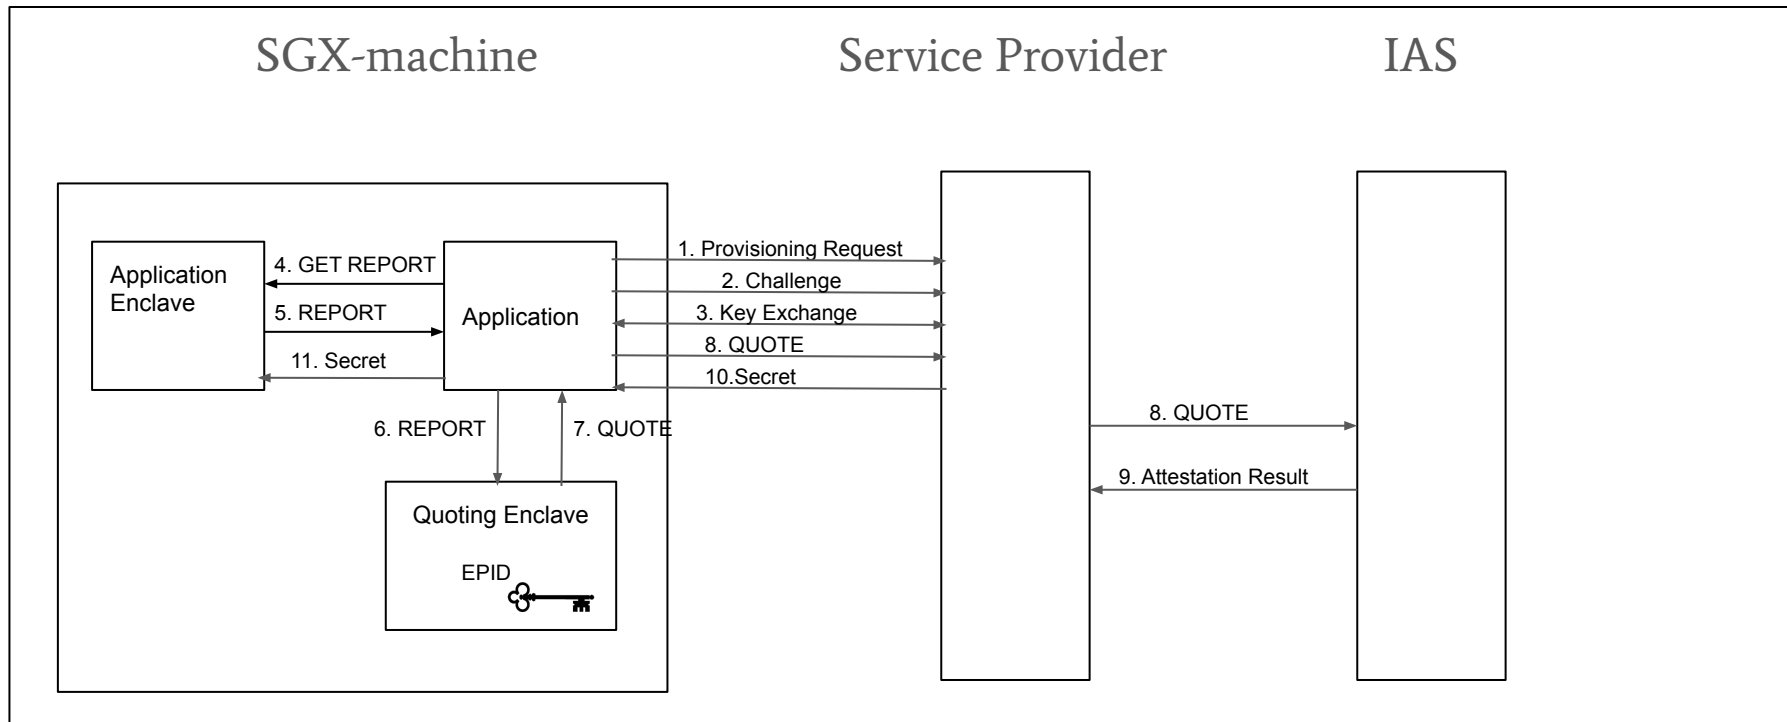 SGX-machine
Service Provider
IAS
Application
Enclave
4. GET REPORT
5. REPORT
11. Secret
Application
1. Provisioning Request
2. Challenge
3. Key Exchange
8. QUOTE
10.Secret
6. REPORT
7. QUOTE
8. QUOTE
9. Attestation Result
Quoting Enclave
EPID